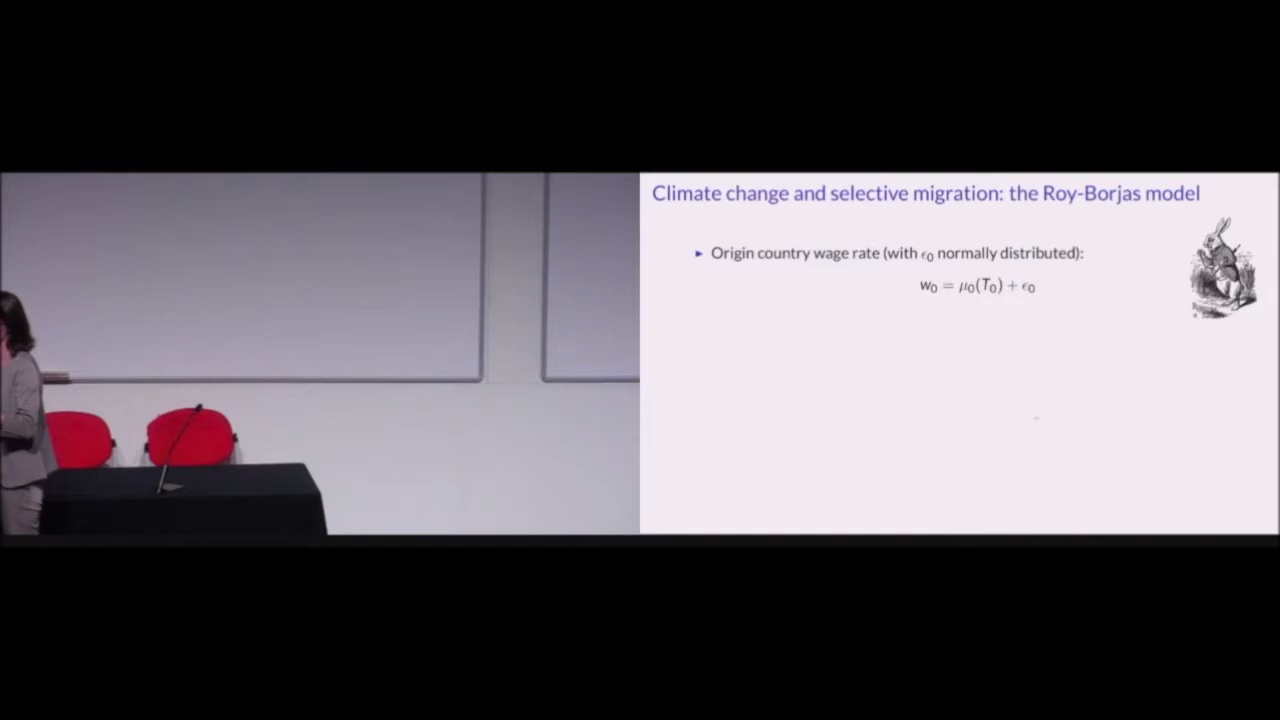 Climate change and selective migration: the Roy-Borjas model
► Origin country wage rate (with ϵ₀ normally distributed):
w₀ = μ₀(T₀) + ϵ₀